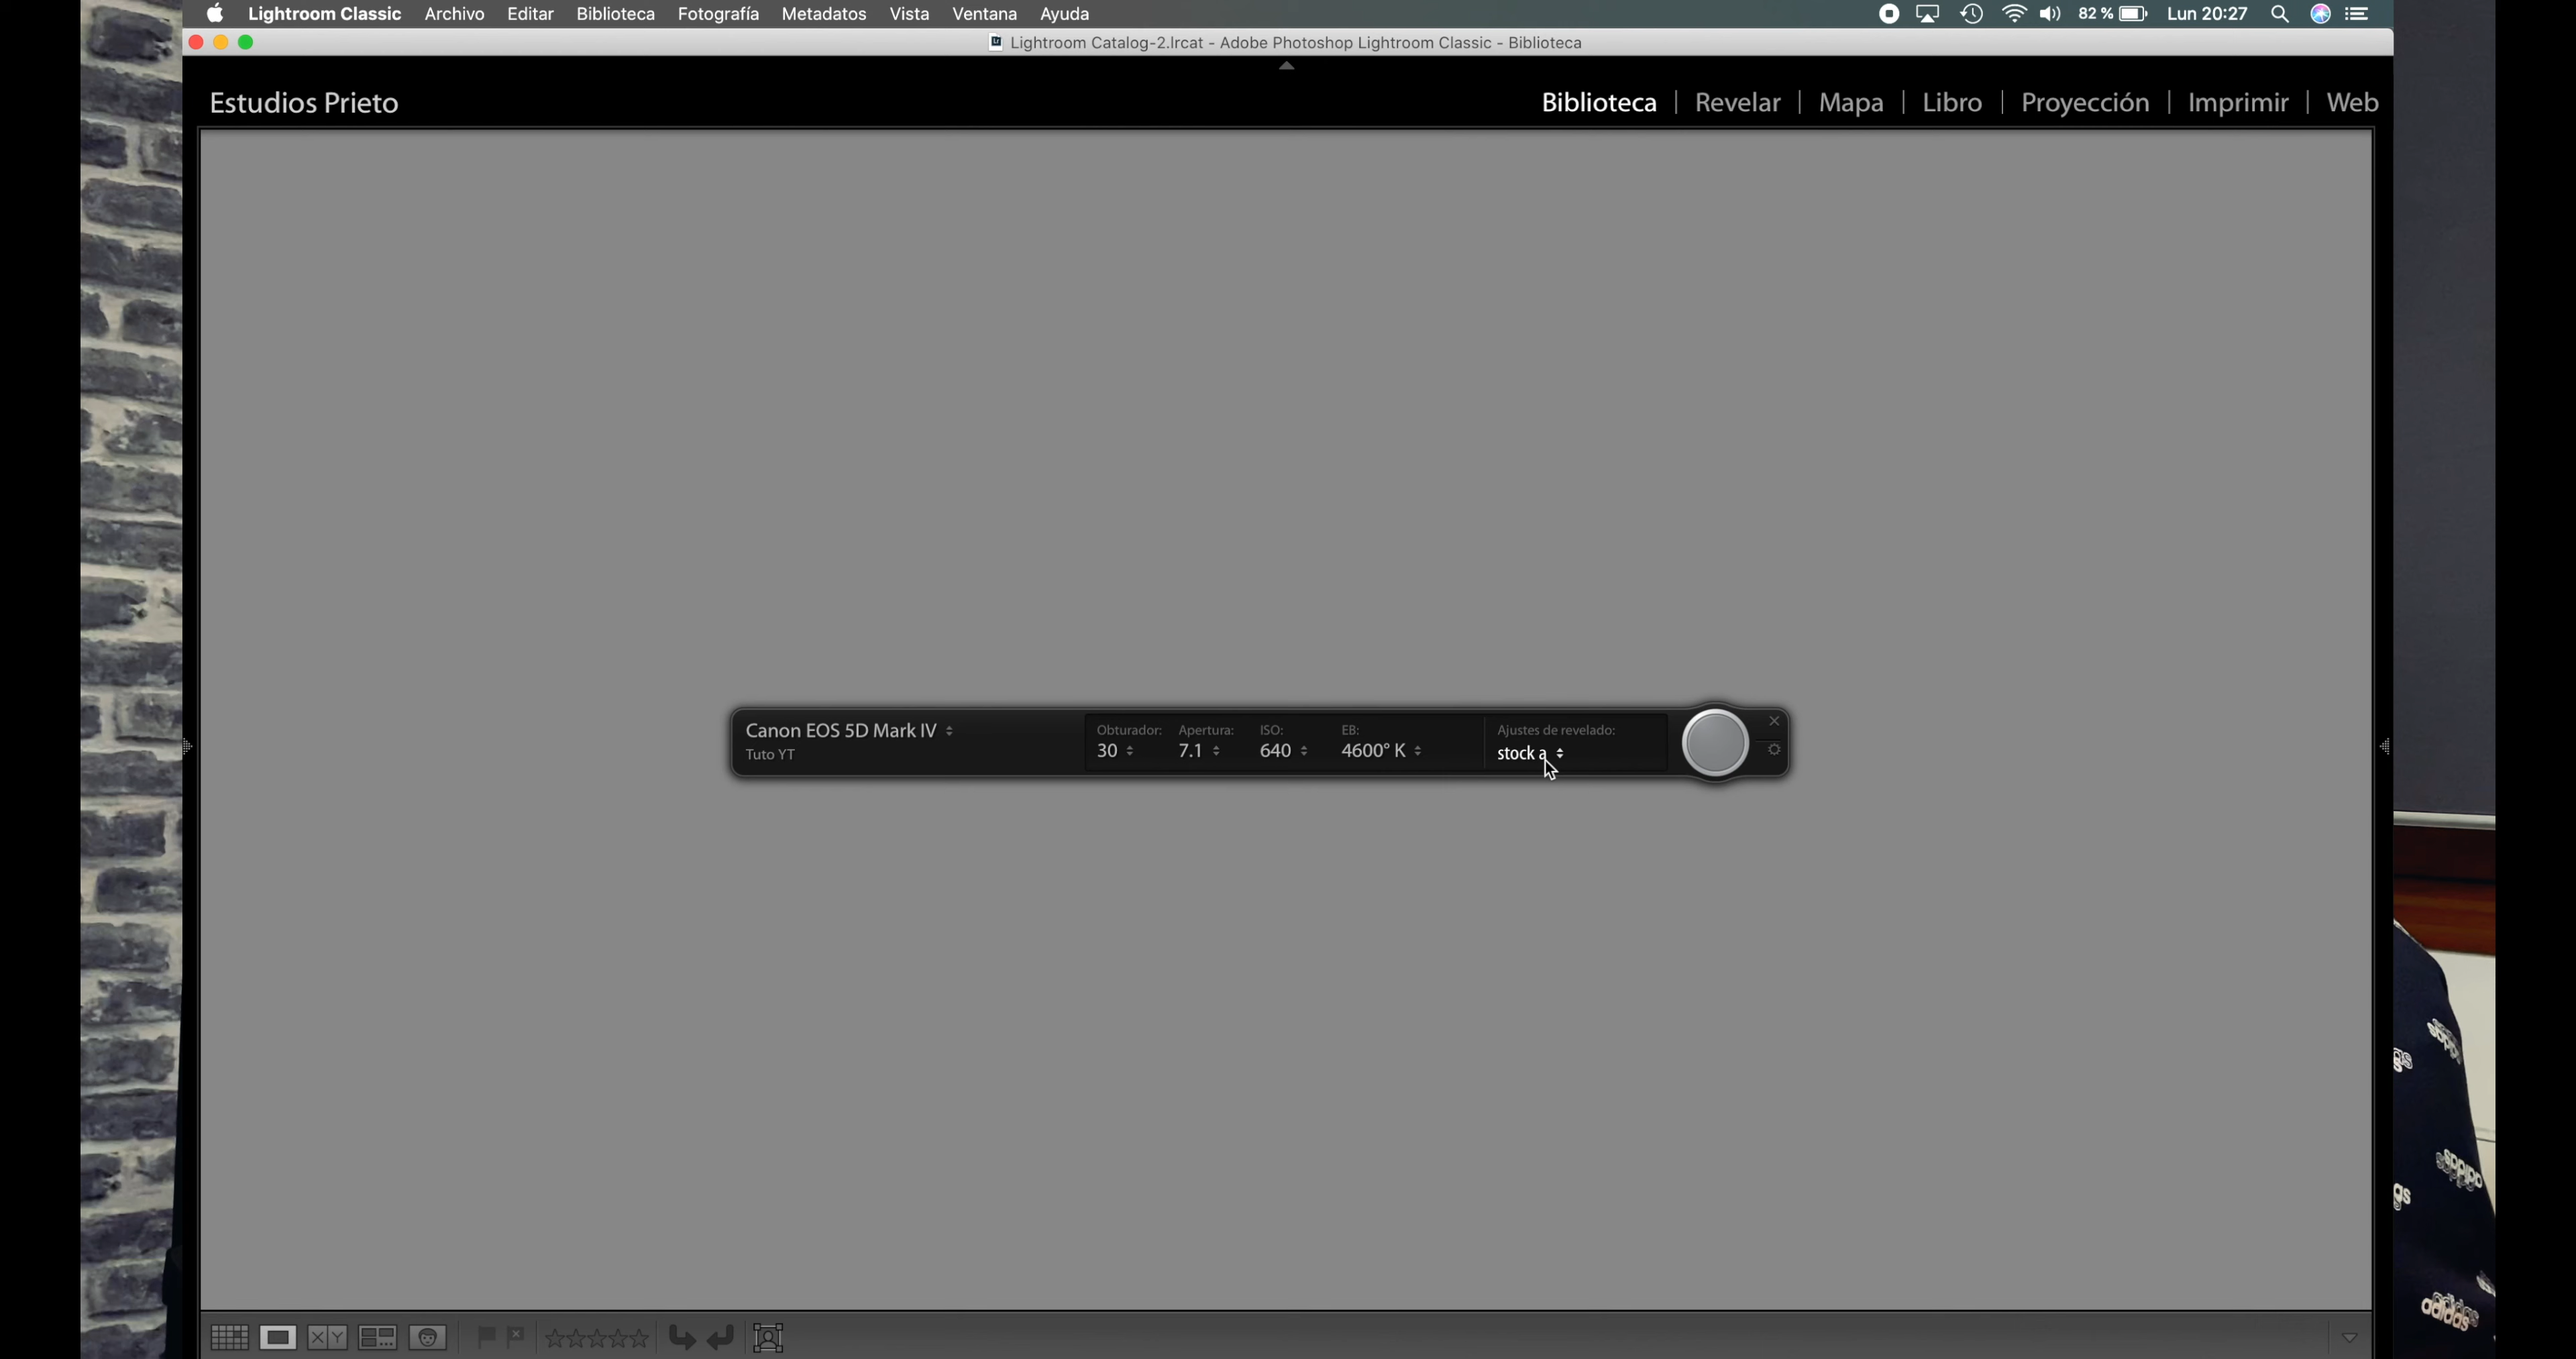 Lightroom Classic Archivo Editar Biblioteca Fotografía Metadatos Vista Ventana Ayuda 82 % Lun 20:27
Lightroom Catalog-2.lrcat - Adobe Photoshop Lightroom Classic - Biblioteca
Estudios Prieto Biblioteca | Revelar | Mapa | Libro | Proyección | Imprimir | Web
Canon EOS 5D Mark IV Obturador: Apertura: ISO: EB: Ajustes de revelado:
Tuto YT 30 7.1 640 4600° K stock a
X Y
adidas